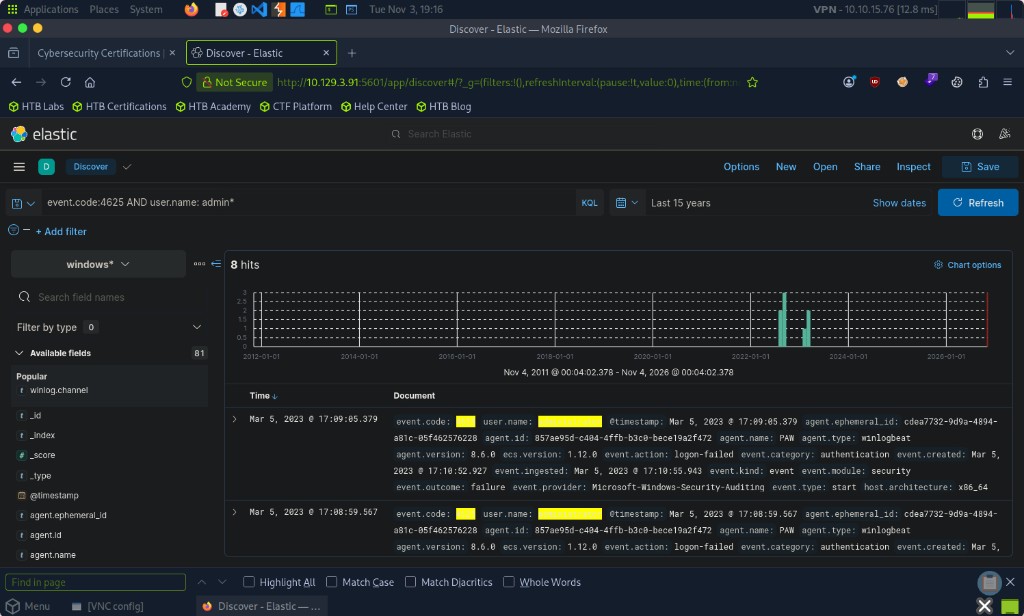 Applications Places System Tue Nov 3, 19:16 VPN - 10.10.15.76 [12.8 ms]
Discover - Elastic — Mozilla Firefox
Cybersecurity Certifications Discover - Elastic
Not Secure http://10.129.3.91:5601/app/discover#/?_g=(filters:!(),refreshInterval:(pause:!t,value:0),time:(from:n
HTB Labs HTB Certifications HTB Academy CTF Platform Help Center HTB Blog
elastic Search Elastic
D Discover Options New Open Share Inspect Save
event.code:4625 AND user.name: admin* KQL Last 15 years Show dates Refresh
+ Add filter
windows* 8 hits Chart options
Search field names
Filter by type 0
Available fields 81
Popular
winlog.channel
_id
_index
_score
_type
@timestamp
agent.ephemeral_id
agent.id
agent.name
3
2.5
2
1.5
1
0.5
0
2012-01-01 2014-01-01 2016-01-01 2018-01-01 2020-01-01 2022-01-01 2024-01-01 2026-01-01
Nov 4, 2011 @ 00:04:02.378 - Nov 4, 2026 @ 00:04:02.378
Time Document
Mar 5, 2023 @ 17:09:05.379 event.code: user.name: @timestamp: Mar 5, 2023 @ 17:09:05.379 agent.ephemeral_id: cdea7732-9d9a-4894-
a81c-05f462576228 agent.id: 857ae95d-c404-4ffb-b3c0-bece19a2f472 agent.name: PAW agent.type: winlogbeat
agent.version: 8.6.0 ecs.version: 1.12.0 event.action: logon-failed event.category: authentication event.created: Mar 5,
2023 @ 17:10:52.927 event.ingested: Mar 5, 2023 @ 17:10:55.943 event.kind: event event.module: security
event.outcome: failure event.provider: Microsoft-Windows-Security-Auditing event.type: start host.architecture: x86_64
Mar 5, 2023 @ 17:08:59.567 event.code: user.name: @timestamp: Mar 5, 2023 @ 17:08:59.567 agent.ephemeral_id: cdea7732-9d9a-4894-
a81c-05f462576228 agent.id: 857ae95d-c404-4ffb-b3c0-bece19a2f472 agent.name: PAW agent.type: winlogbeat
agent.version: 8.6.0 ecs.version: 1.12.0 event.action: logon-failed event.category: authentication event.created: Mar 5,
Find in page Highlight All Match Case Match Diacritics Whole Words
Menu [VNC config] Discover - Elastic — ...